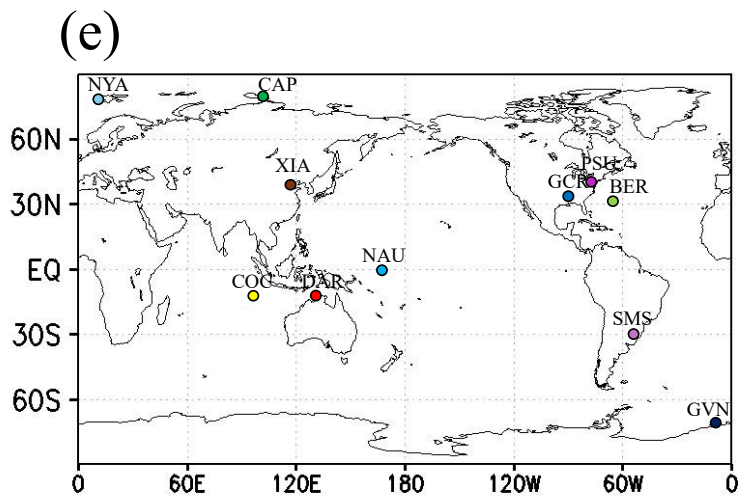 (e)
NYA
CAP
60N
XIA
PSU
GCR
BER
30N
NAU
EQ
COC
DAR
SMS
30S
60S
GVN
0
60E
120E
180
120W
60W
0